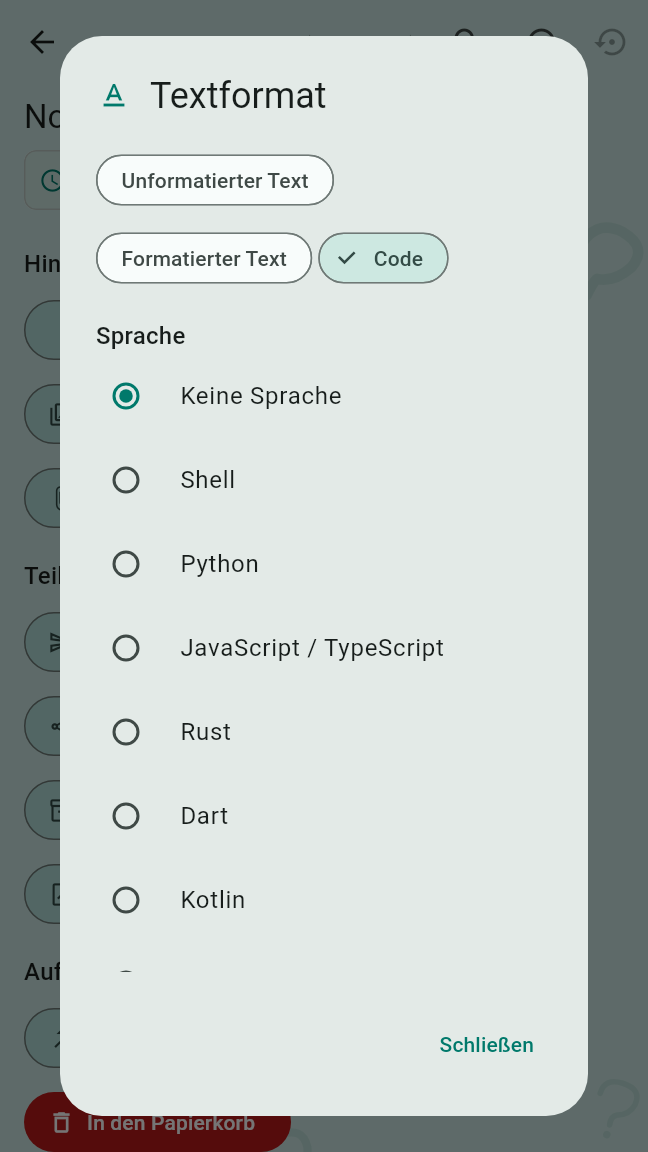 Textformat
Unformatierter Text
Formatierter Text
Code
Sprache
Keine Sprache
Shell
Python
JavaScript / TypeScript
Rust
Dart
Kotlin
Schließen
In den Papierkorb